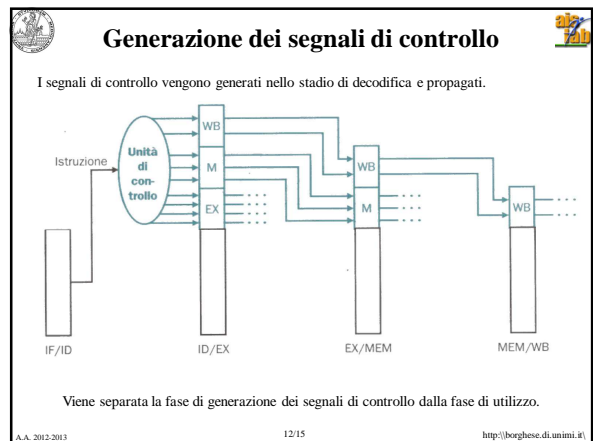 Generazione dei segnali di controllo
ais
lab
I segnali di controllo vengono generati nello stadio di decodifica e propagati.
Istruzione
Unità
di
con-
trollo
WB
M
EX
WB
M
WB
IF/ID
ID/EX
EX/MEM
MEM/WB
Viene separata la fase di generazione dei segnali di controllo dalla fase di utilizzo.
A.A. 2012-2013
12/15
http:\\borghese.di.unimi.it\